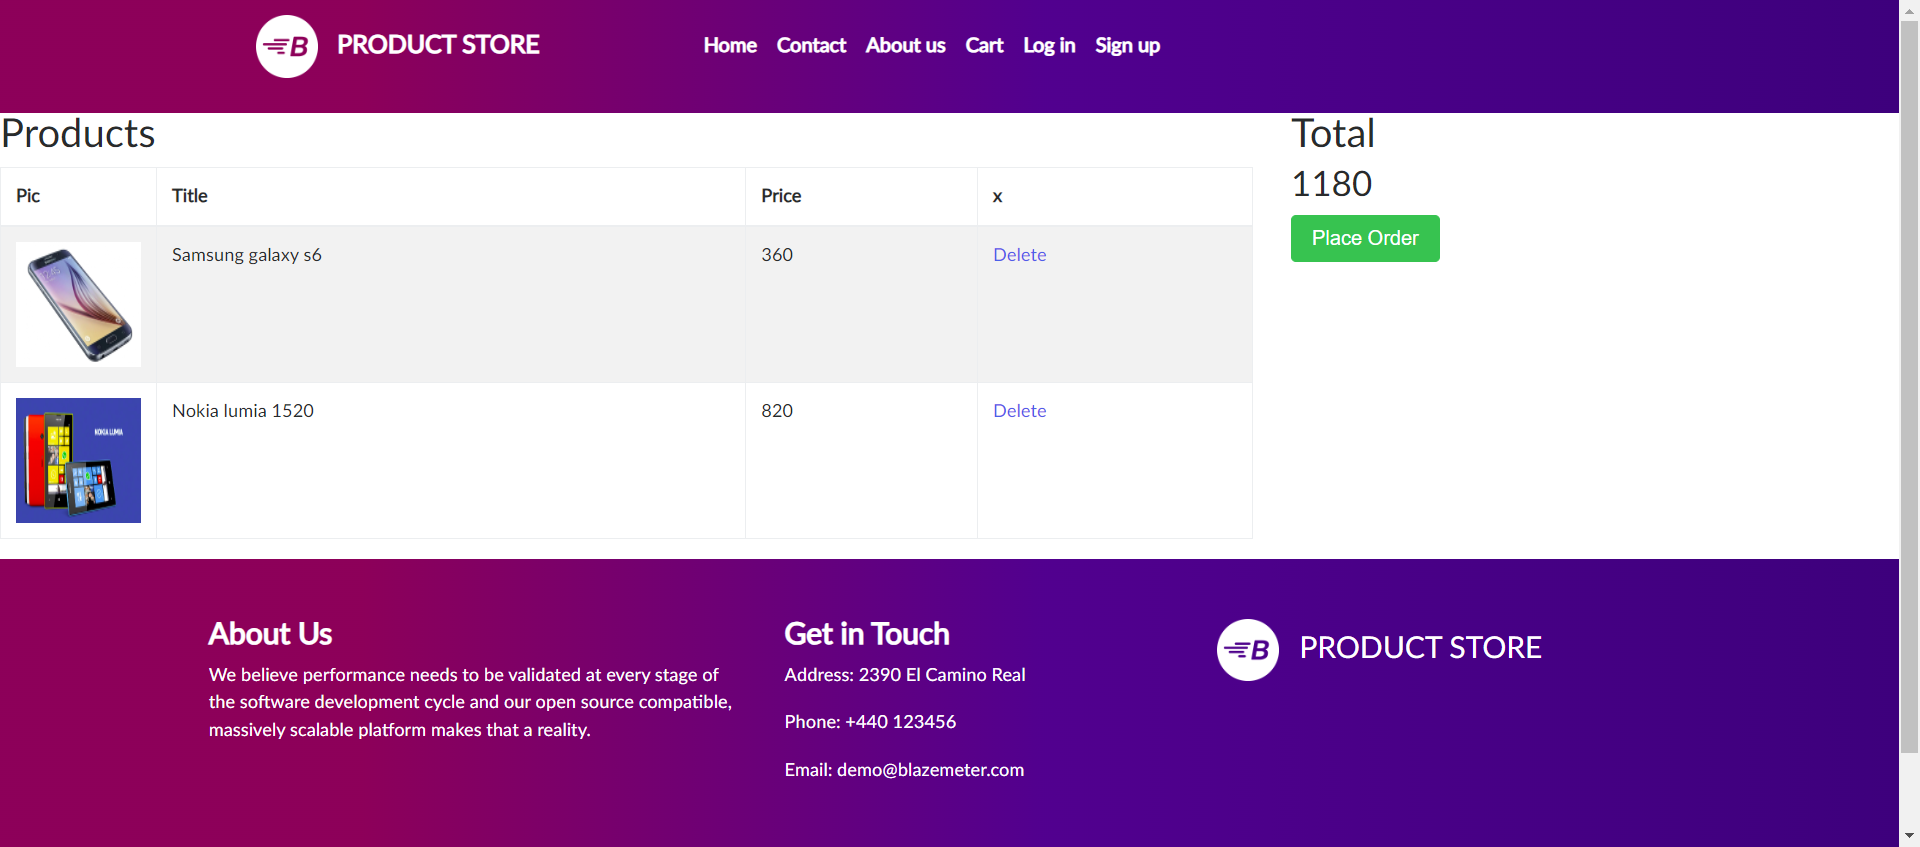 B PRODUCT STORE Home Contact About us Cart Log in Sign up
Products
Pic Title Price x
Samsung galaxy s6 360 Delete
NOKIA LUMIA
Nokia lumia 1520 820 Delete
Total
1180
Place Order
About Us
We believe performance needs to be validated at every stage of
the software development cycle and our open source compatible,
massively scalable platform makes that a reality.
Get in Touch
Address: 2390 El Camino Real
Phone: +440 123456
Email: demo@blazemeter.com
B PRODUCT STORE